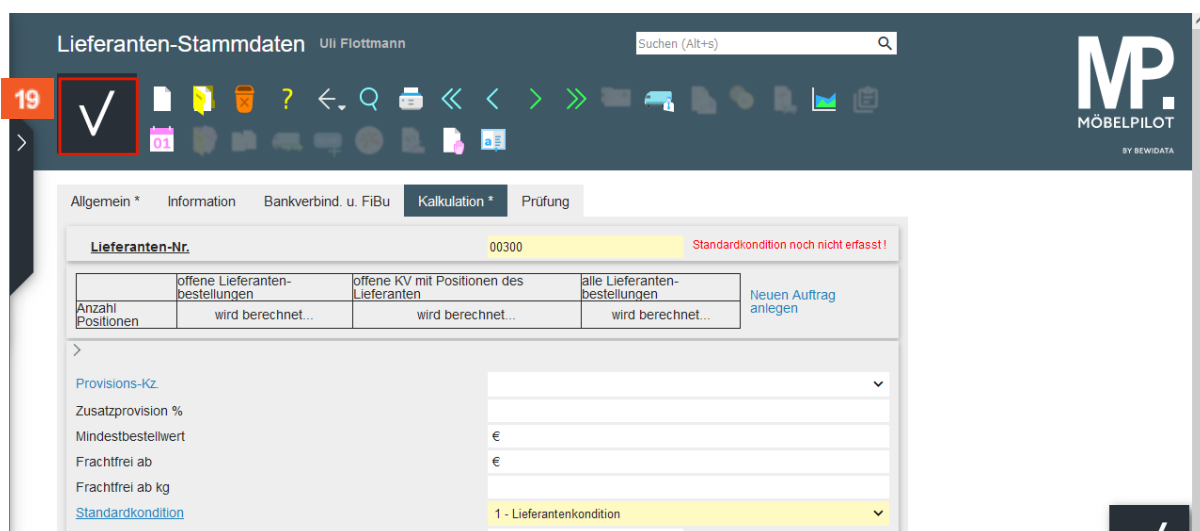 Lieferanten-Stammdaten Uli Flottmann
Suchen (Alt+s)
MP.
MÖBELPILOT
BY BEWIDATA
19
?
01
a
Allgemein * Information Bankverbind. u. FiBu Kalkulation * Prüfung
Lieferanten-Nr. 00300 Standardkondition noch nicht erfasst!
offene Lieferanten-
bestellungen
offene KV mit Positionen des
Lieferanten
alle Lieferanten-
bestellungen
Neuen Auftrag
anlegen
Anzahl
Positionen
wird berechnet... wird berechnet... wird berechnet...
Provisions-Kz.
Zusatzprovision %
Mindestbestellwert €
Frachtfrei ab €
Frachtfrei ab kg
Standardkondition 1 - Lieferantenkondition